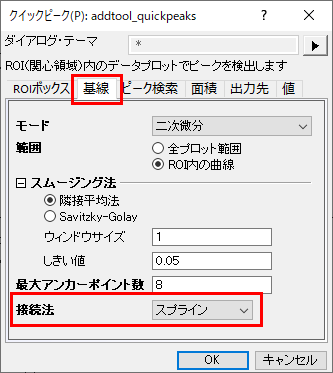 クイックピーク(P): addtool_quickpeaks
ダイアログ・テーマ *
ROI(関心領域)内のデータプロットでピークを検出します
ROIボックス 基線 ピーク検索 面積 出力先 値
モード 二次微分
範囲 全プロット範囲
ROI内の曲線
スムージング法
隣接平均法
Savitzky-Golay
ウィンドウサイズ 1
しきい値 0.05
最大アンカーポイント数 8
接続法 スプライン
OK キャンセル